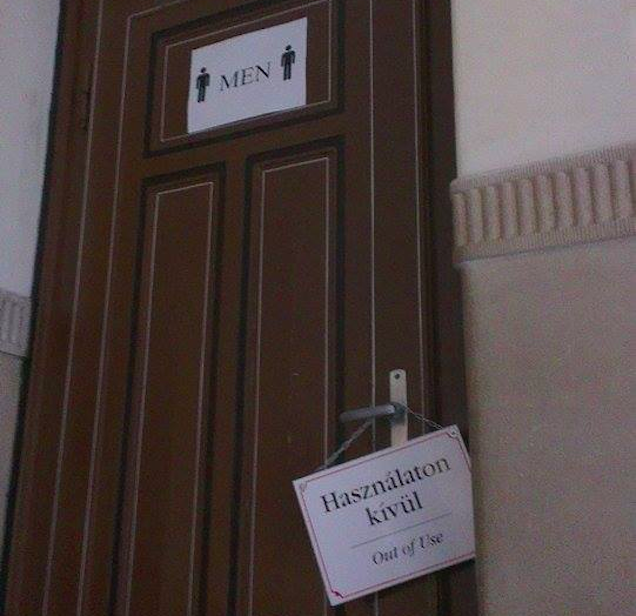 MEN
Használaton
kívül
Out of Use